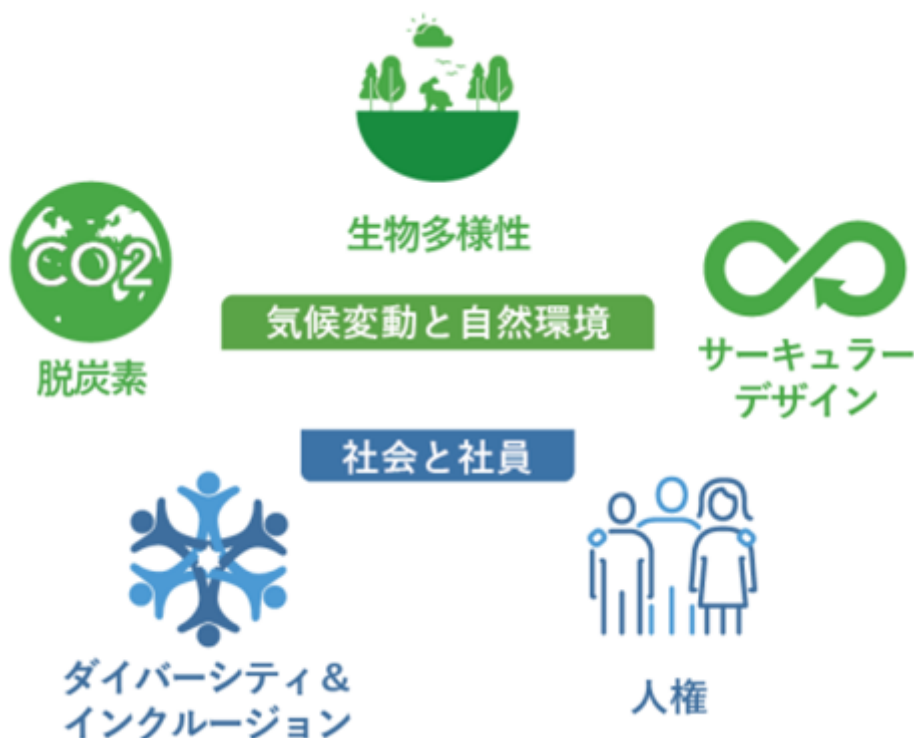 生物多様性
CO2
脱炭素
気候変動と自然環境
サーキュラー
デザイン
社会と社員
ダイバーシティ&
インクルージョン
人権